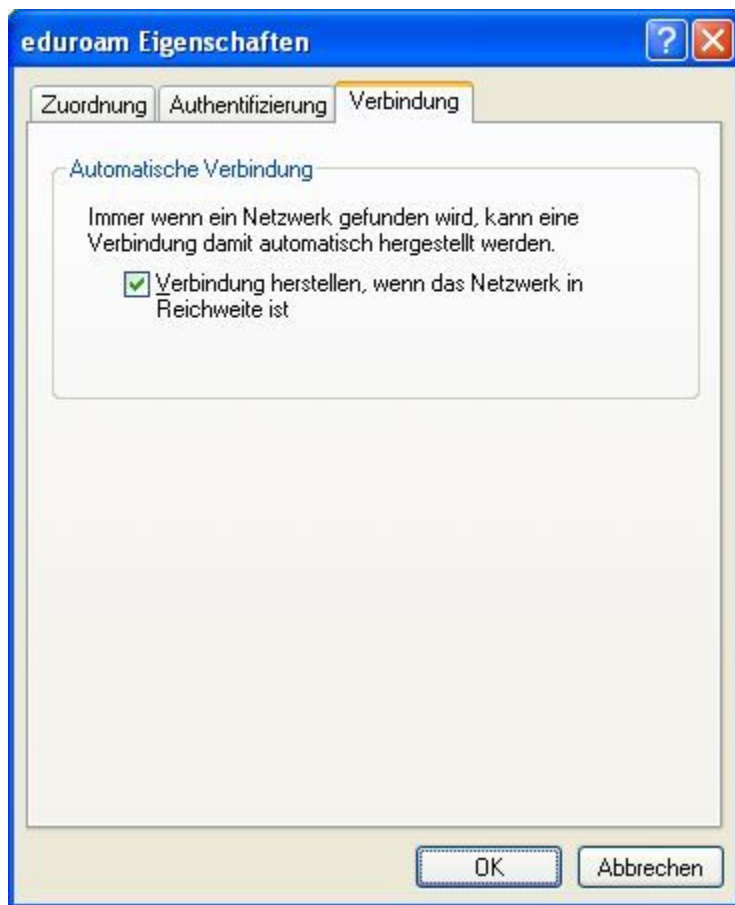 eduroam Eigenschaften
Zuordnung Authentifizierung Verbindung
Automatische Verbindung
Immer wenn ein Netzwerk gefunden wird, kann eine
Verbindung damit automatisch hergestellt werden.
Verbindung herstellen, wenn das Netzwerk in
Reichweite ist
OK Abbrechen